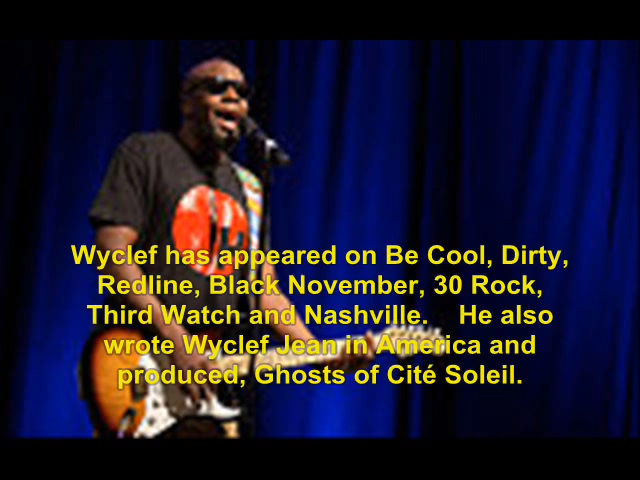 Wyclef has appeared on Be Cool, Dirty,
Redline, Black November, 30 Rock,
Third Watch and Nashville. He also
wrote Wyclef Jean in America and
produced, Ghosts of Cité Soleil.